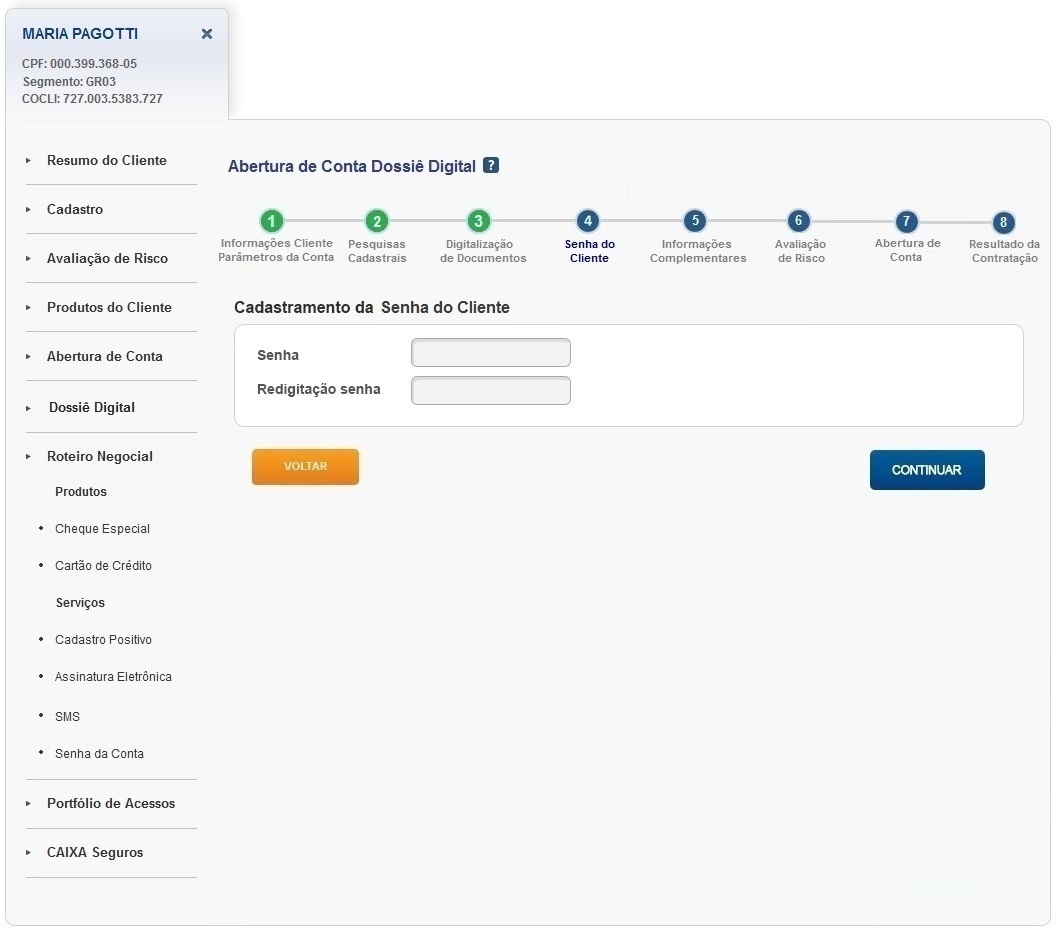 MARIA PAGOTTI
CPF: 000.399.368-05
Segmento: GR03
COCLI: 727.003.5383.727
Resumo do Cliente
Cadastro
Avaliação de Risco
Produtos do Cliente
Abertura de Conta
Dossiê Digital
Roteiro Negocial
Produtos
• Cheque Especial
• Cartão de Crédito
Serviços
• Cadastro Positivo
• Assinatura Eletrônica
• SMS
• Senha da Conta
Portfólio de Acessos
CAIXA Seguros
Abertura de Conta Dossiê Digital ?
1
Informações Cliente
Parâmetros da Conta
2
Pesquisas
Cadastrais
3
Digitalização
de Documentos
4
Senha do
Cliente
5
Informações
Complementares
6
Avaliação
de Risco
7
Abertura de
Conta
8
Resultado da
Contratação
Cadastramento da Senha do Cliente
Senha
Redigitação senha
VOLTAR
CONTINUAR